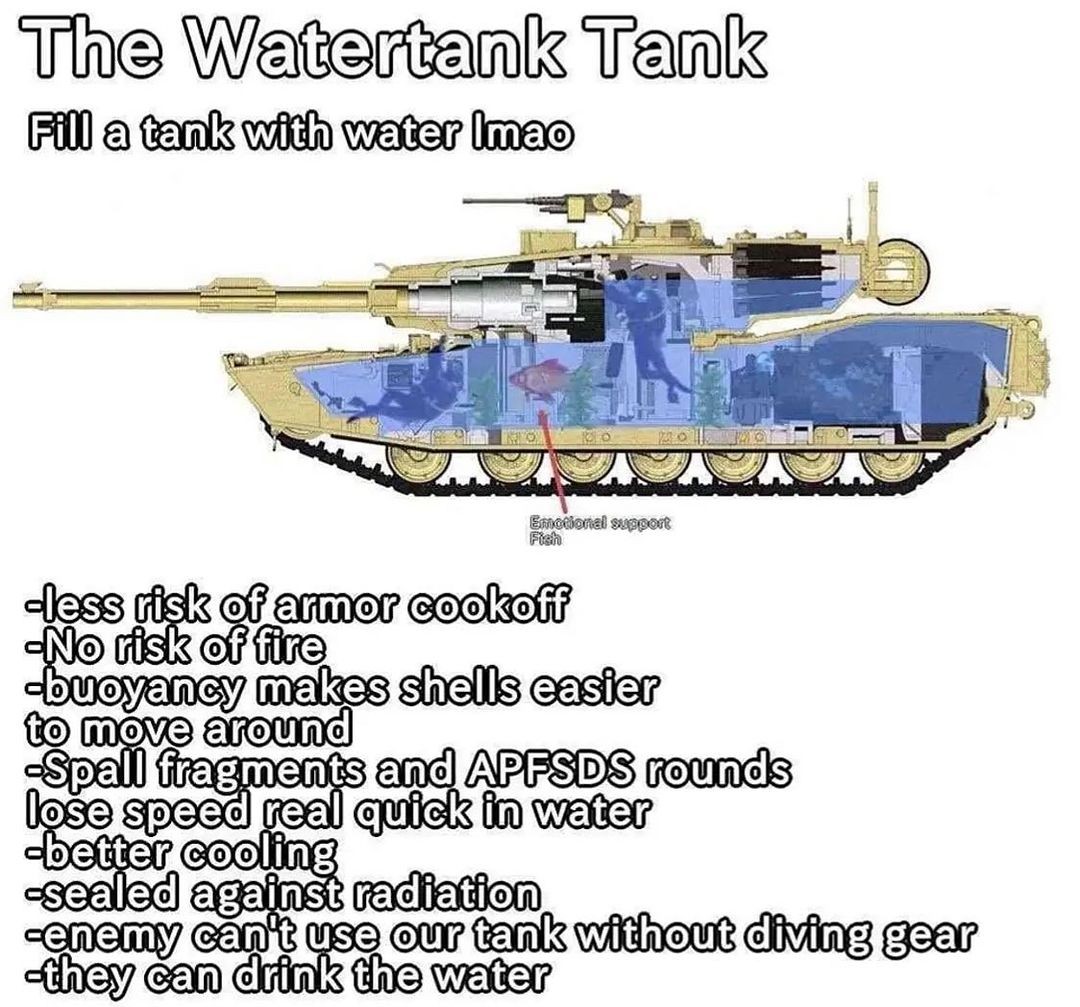 The Watertank Tank
Fill a tank with water lmao
Emotional support
Fish
-less risk of armor cookoff
-No risk of fire
-buoyancy makes shells easier
to move around
-Spall fragments and APFSDS rounds
lose speed real quick in water
-better cooling
-sealed against radiation
-enemy can't use our tank without diving gear
-they can drink the water